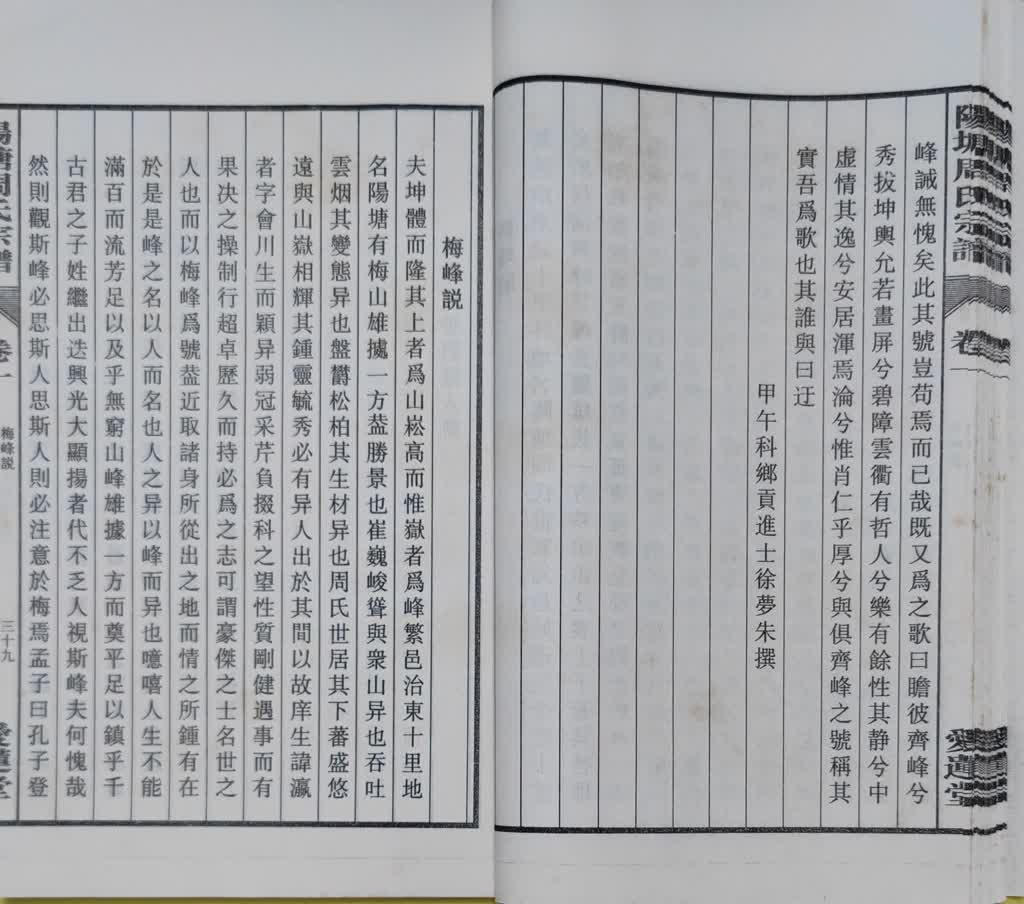 陽塘周氏宗譜
卷
愛蓮堂
峰誠無愧矣此其號豈苟焉而已哉既又爲之歌曰瞻彼齊峰兮
秀拔坤輿允若畫屏兮碧障雲衢有哲人兮樂有餘性其静兮中
虛情其逸兮安居渾焉淪兮惟肖仁乎厚兮與俱齊峰之號稱其
實吾爲歌也其誰與曰迂
甲午科鄉貢進士徐夢朱撰
梅峰説
夫坤體而隆其上者爲山崧高而惟嶽者爲峰繁邑治東十里地
名陽塘有梅山雄據一方葢勝景也崔巍峻聳與衆山异也吞吐
雲烟其變態异也盤欝松柏其生材异也周氏世居其下蕃盛悠
遠與山嶽相輝其鍾靈毓秀必有异人出於其間以故庠生諱瀛
者字會川生而穎异弱冠采芹負掇科之望性質剛健遇事而有
果决之操制行超卓歷久而持必爲之志可謂豪傑之士名世之
人也而以梅峰爲號葢近取諸身所從出之地而情之所鍾有在
於是是峰之名以人而名也人之异以峰而异也噫嘻人生不能
滿百而流芳足以及乎無窮山峰雄據一方而奠平足以鎮乎千
古君之子姓繼出迭興光大顯揚者代不乏人視斯峰夫何愧哉
然則觀斯峰必思斯人思斯人則必注意於梅焉孟子曰孔子登
陽塘周氏宗譜
卷一
梅峰説
三十九
愛蓮堂